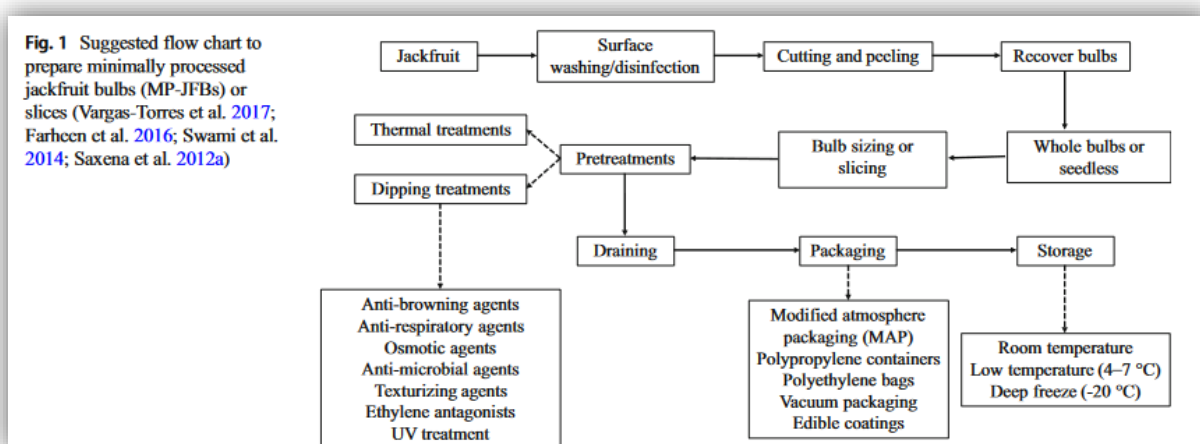 Fig. 1 Suggested flow chart to
prepare minimally processed
jackfruit bulbs (MP-JFBs) or
slices (Vargas-Torres et al. 2017;
Farheen et al. 2016; Swami et al.
2014; Saxena et al. 2012a)
Jackfruit
Surface
washing/disinfection
Cutting and peeling
Recover bulbs
Whole bulbs or
seedless
Bulb sizing or
slicing
Pretreatments
Thermal treatments
Dipping treatments
Draining
Packaging
Storage
Anti-browning agents
Anti-respiratory agents
Osmotic agents
Anti-microbial agents
Texturizing agents
Ethylene antagonists
UV treatment
Modified atmosphere
packaging (MAP)
Polypropylene containers
Polyethylene bags
Vacuum packaging
Edible coatings
Room temperature
Low temperature (4–7 °C)
Deep freeze (-20 °C)